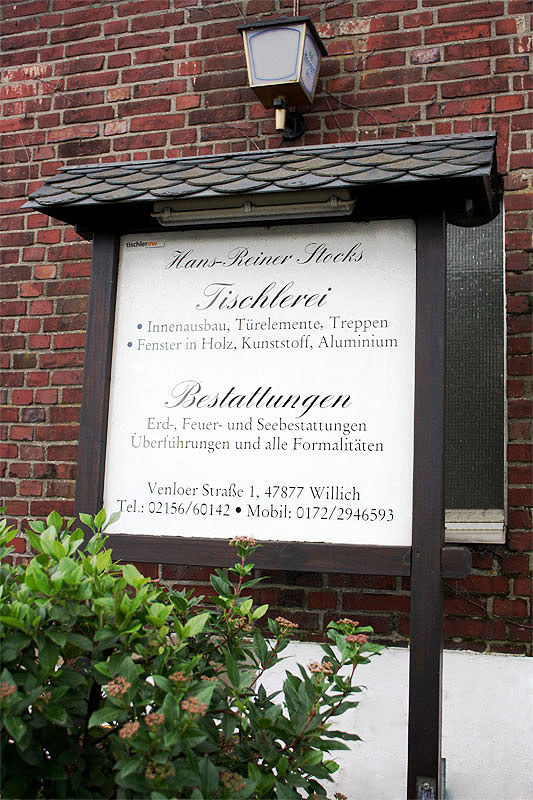 tischlernrw
Hans-Reiner Stocks
Tischlerei
• Innenausbau, Türelemente, Treppen
• Fenster in Holz, Kunststoff, Aluminium
Bestattungen
Erd-, Feuer- und Seebestattungen
Überführungen und alle Formalitäten
Venloer Straße 1, 47877 Willich
Tel.: 02156/60142 • Mobil: 0172/2946593